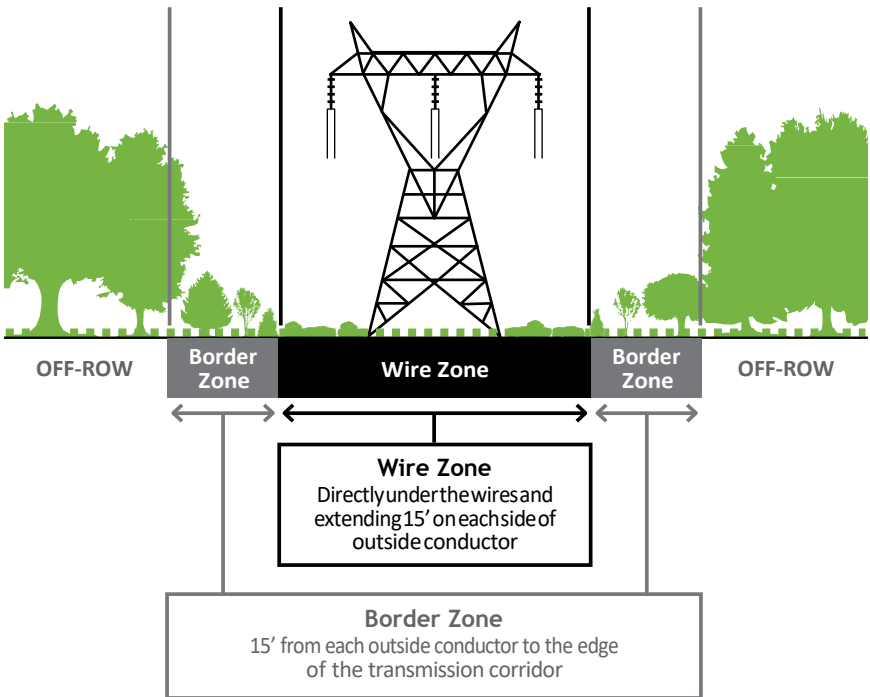 OFF-ROW
Border
Zone
Wire Zone
Border
Zone
OFF-ROW
Wire Zone
Directly under the wires and
extending 15’ on each side of
outside conductor
Border Zone
15’ from each outside conductor to the edge
of the transmission corridor